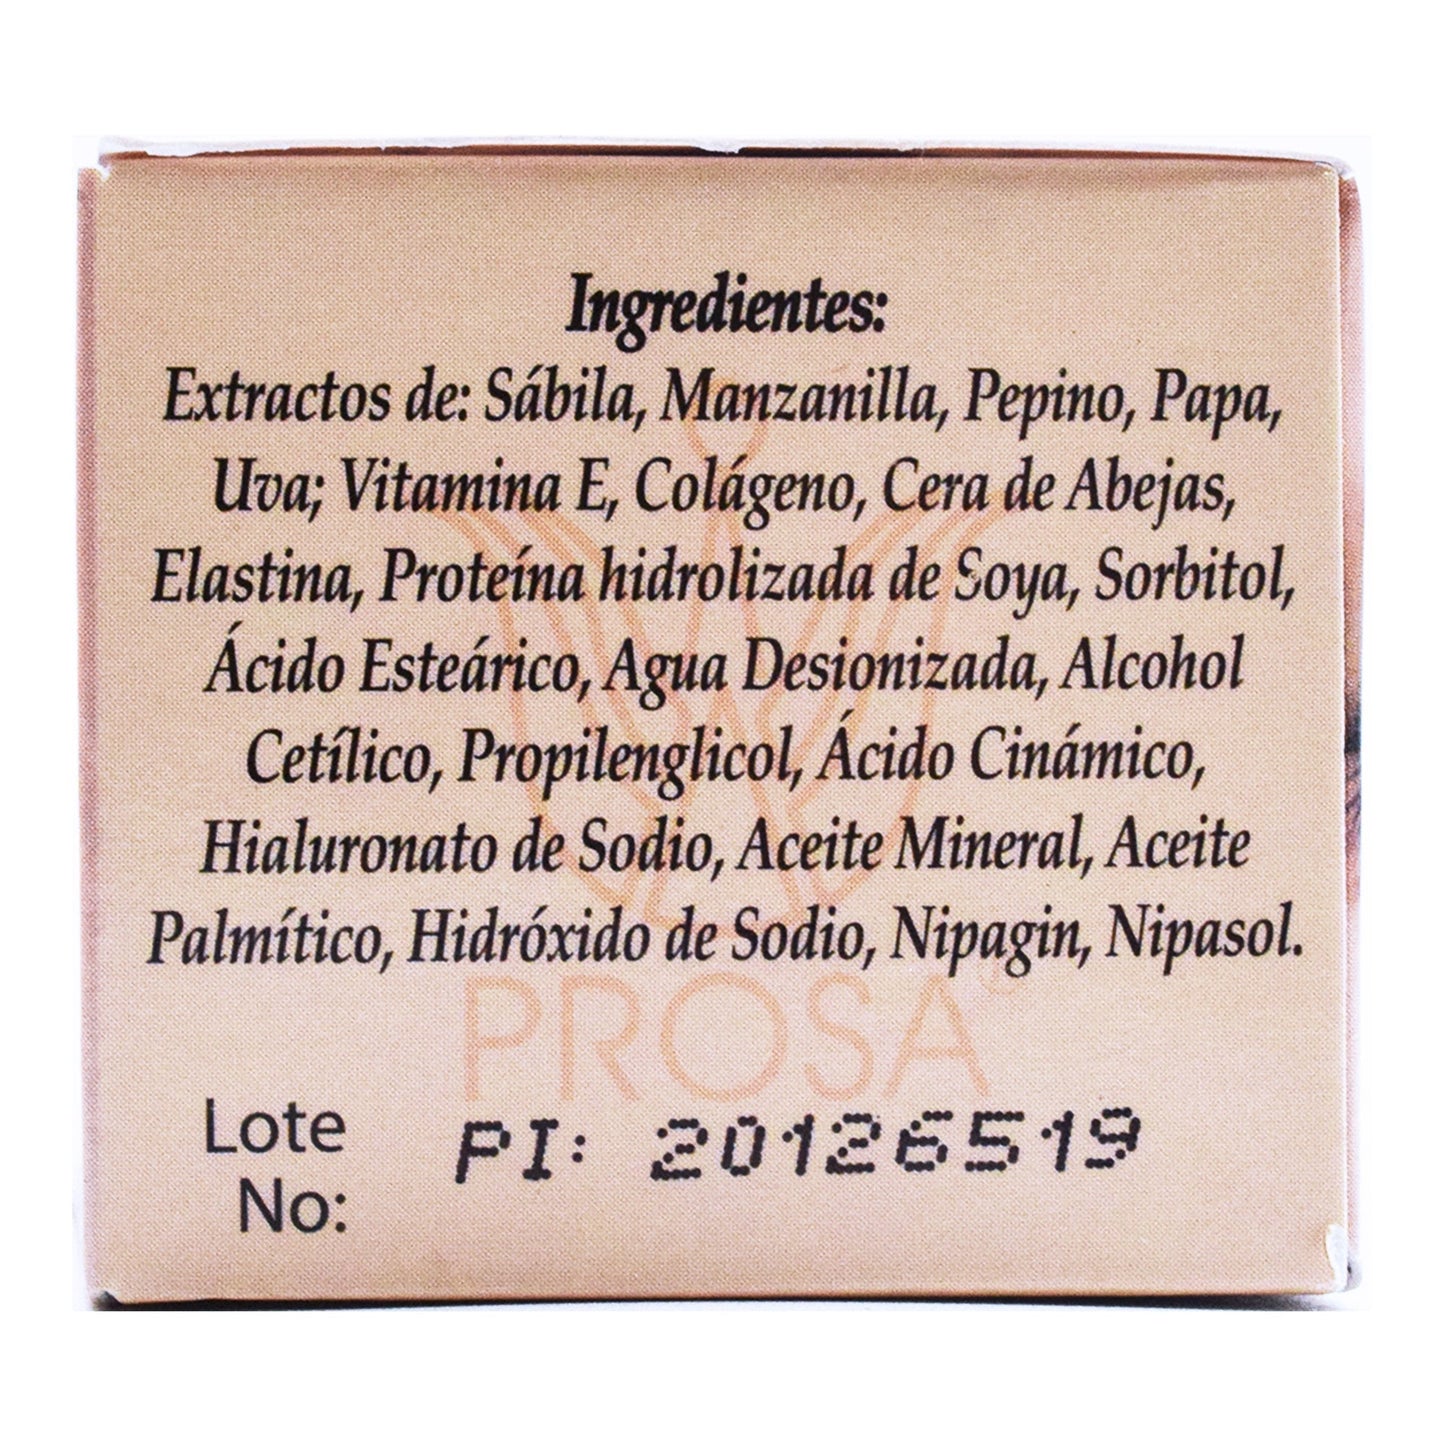 Ingredientes:
Extractos de: Sábila, Manzanilla, Pepino, Papa,
Uva; Vitamina E, Colágeno, Cera de Abejas,
Elastina, Proteína hidrolizada de Soya, Sorbitol,
Ácido Esteárico, Agua Desionizada, Alcohol
Cetílico, Propilenglicol, Ácido Cinámico,
Hialuronato de Sodio, Aceite Mineral, Aceite
Palmítico, Hidróxido de Sodio, Nipagin, Nipasol.
PROSA®
Lote
No:
PI: 20126519